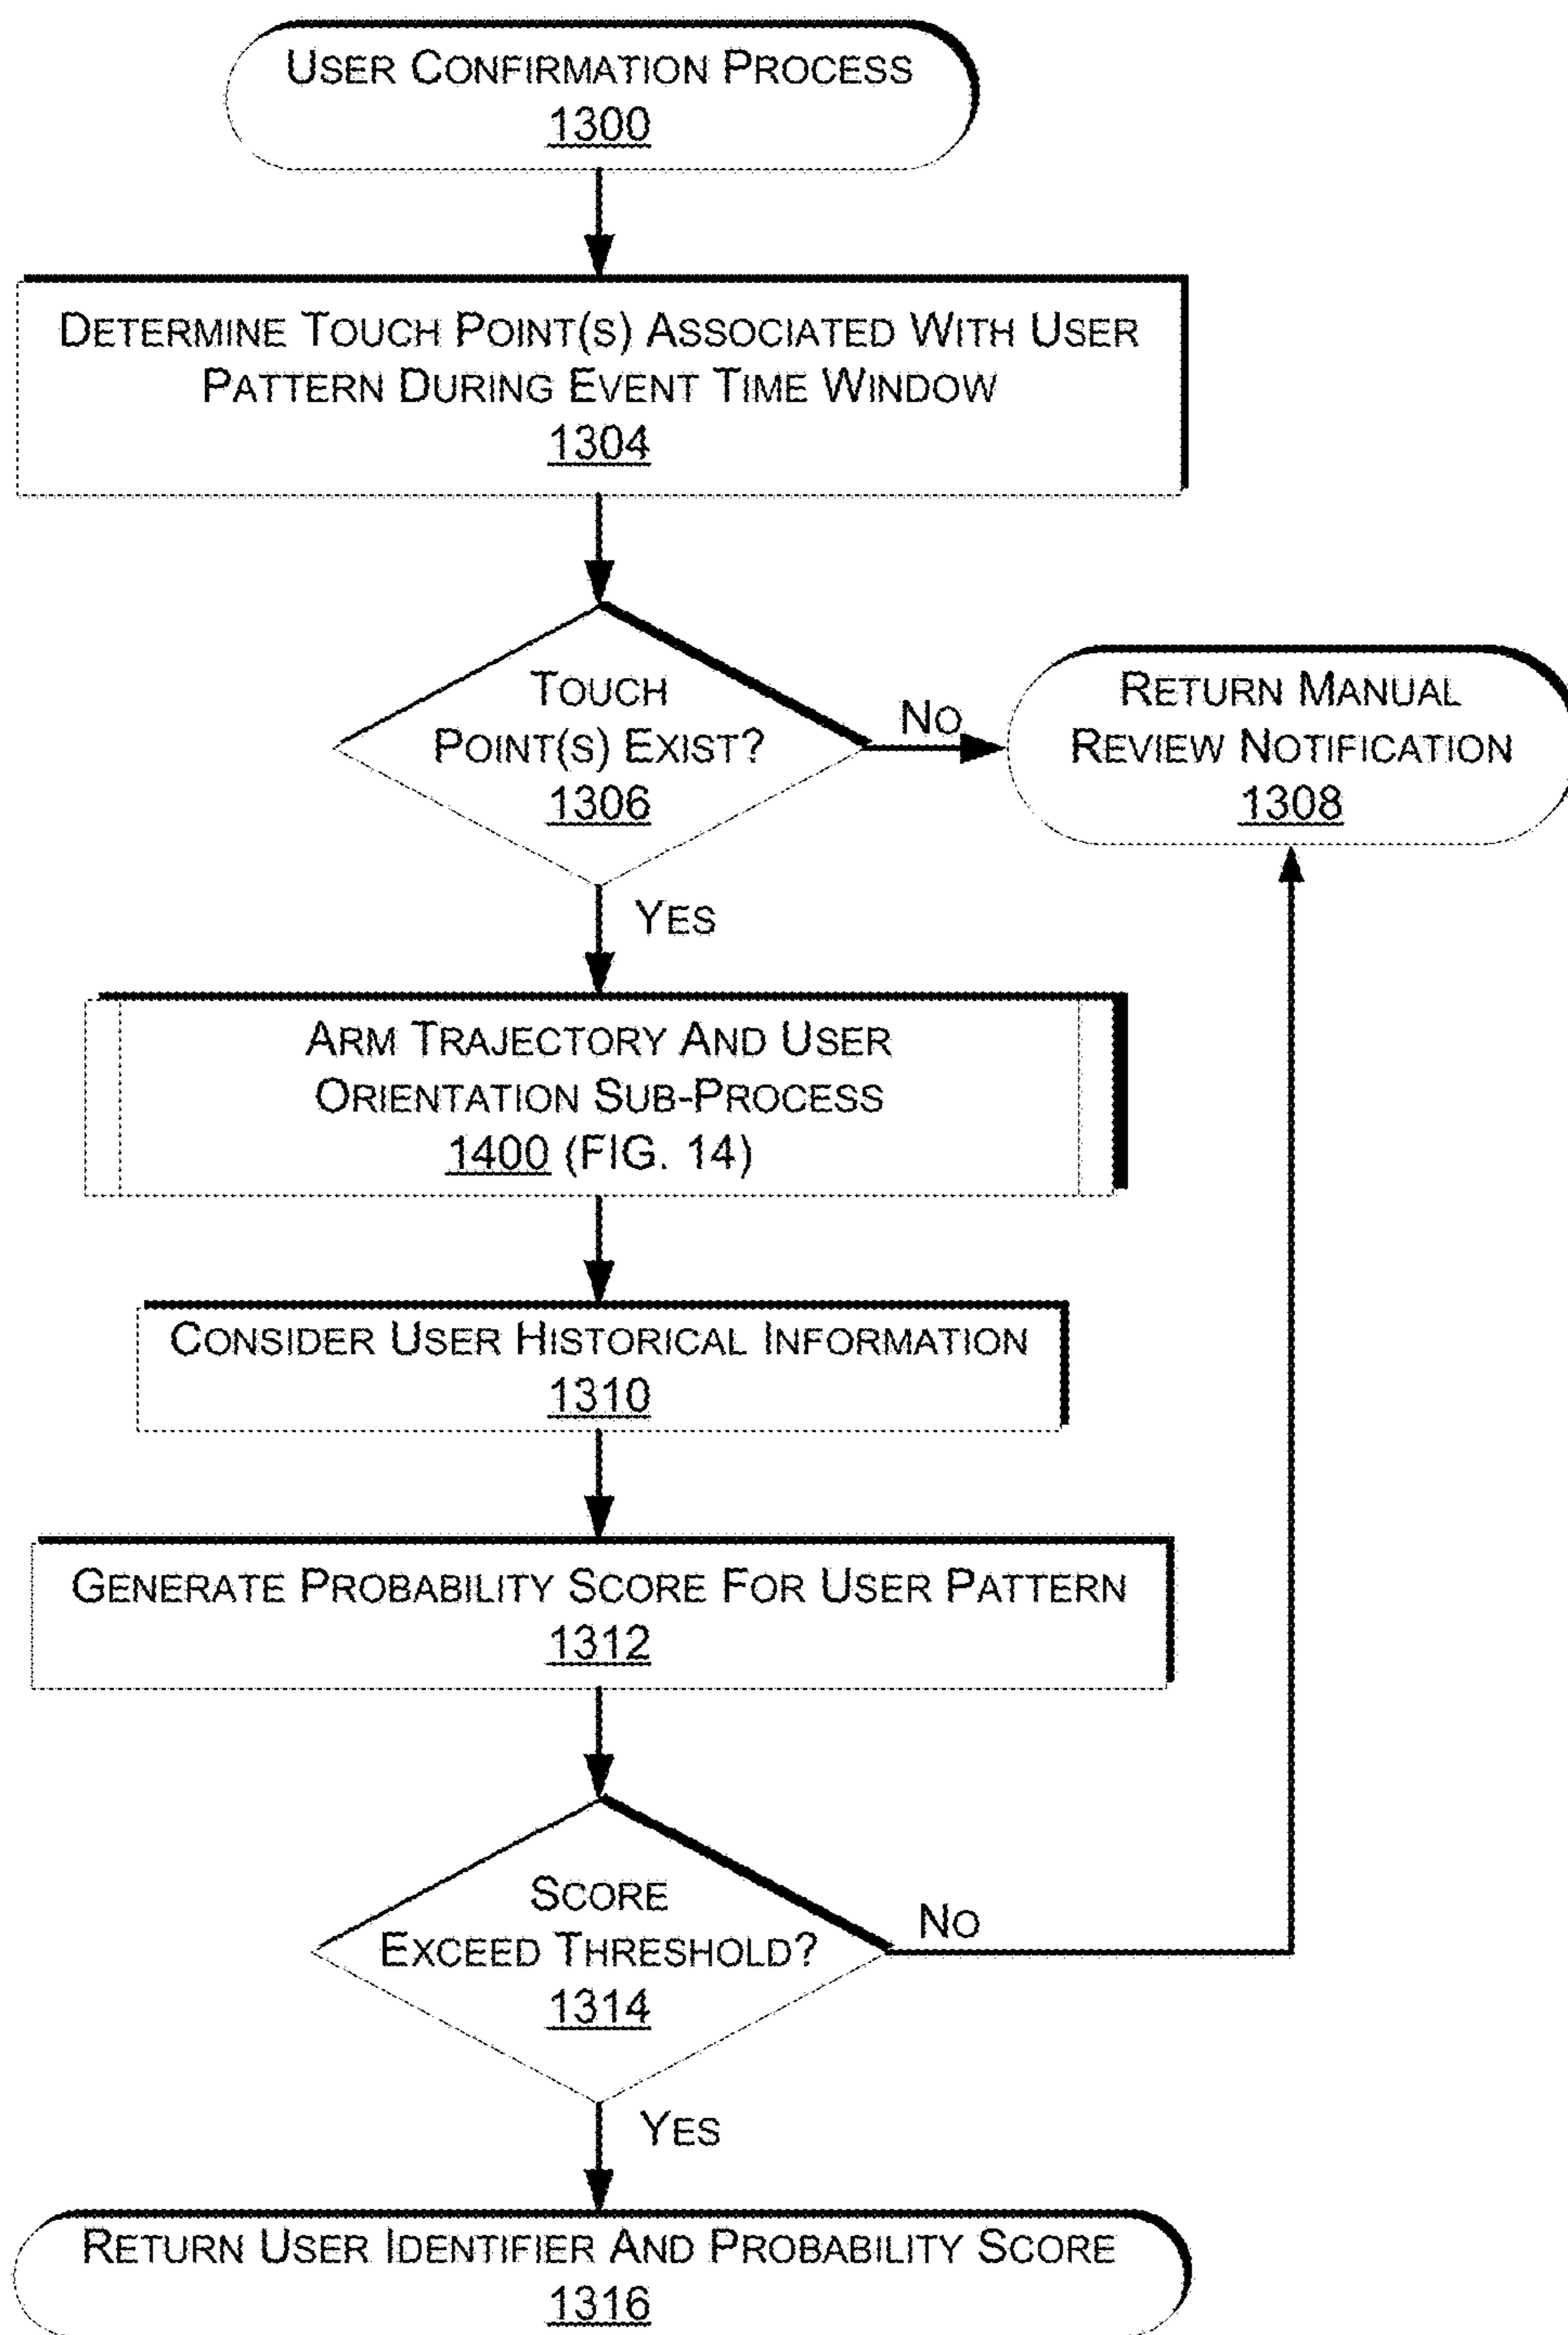 USER CONFIRMATION PROCESS
1300
DETERMINE TOUCH POINT(S) ASSOCIATED WITH USER
PATTERN DURING EVENT TIME WINDOW
1304
TOUCH
POINT(S) EXIST?
1306
NO
RETURN MANUAL
REVIEW NOTIFICATION
1308
YES
ARM TRAJECTORY AND USER
ORIENTATION SUB-PROCESS
1400 (FIG. 14)
CONSIDER USER HISTORICAL INFORMATION
1310
GENERATE PROBABILITY SCORE FOR USER PATTERN
1312
SCORE
EXCEED THRESHOLD?
1314
NO
YES
RETURN USER IDENTIFIER AND PROBABILITY SCORE
1316